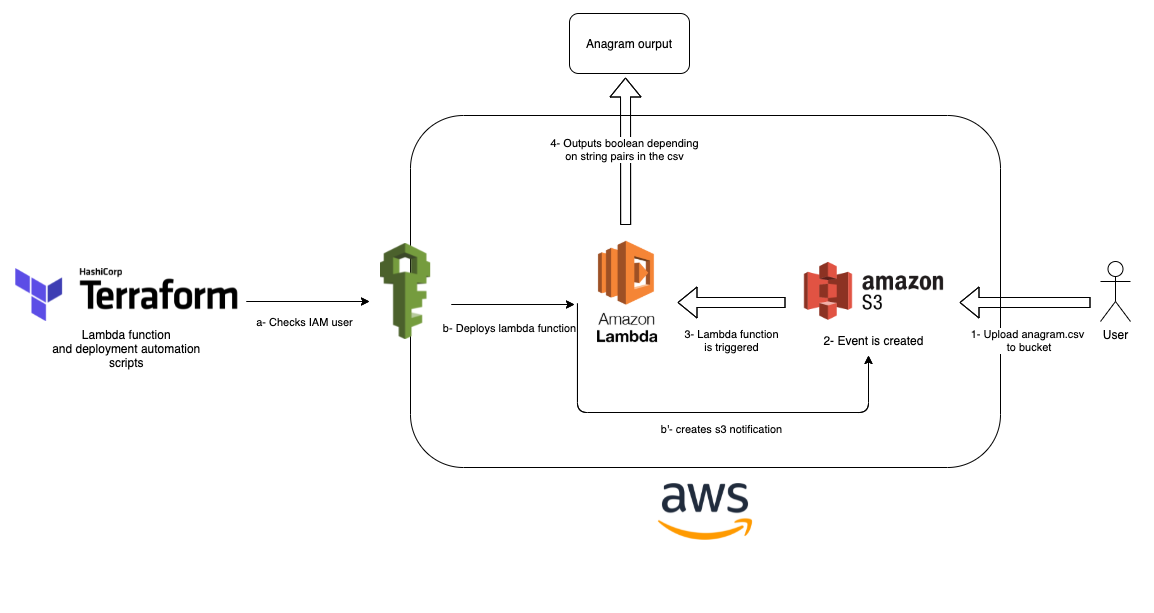 Anagram ourput
4- Outputs boolean depending
on string pairs in the csv
HashiCorp
Terraform
Lambda function
and deployment automation
scripts
a- Checks IAM user
b- Deploys lambda function
Amazon
Lambda
3- Lambda function
is triggered
amazon
S3
2- Event is created
1- Upload anagram.csv
to bucket
User
b'- creates s3 notification
aws